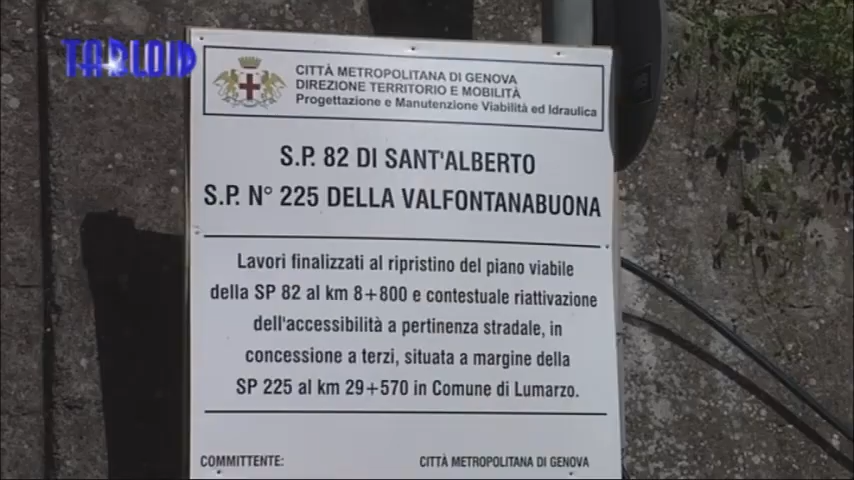 TABLOID
CITTÀ METROPOLITANA DI GENOVA
DIREZIONE TERRITORIO E MOBILITÀ
Progettazione e Manutenzione Viabilità ed Idraulica
S.P. 82 DI SANT'ALBERTO
S.P. N° 225 DELLA VALFONTANABUONA
Lavori finalizzati al ripristino del piano viabile
della SP 82 al km 8+800 e contestuale riattivazione
dell'accessibilità a pertinenza stradale, in
concessione a terzi, situata a margine della
SP 225 al km 29+570 in Comune di Lumarzo.
COMMITTENTE: CITTÀ METROPOLITANA DI GENOVA